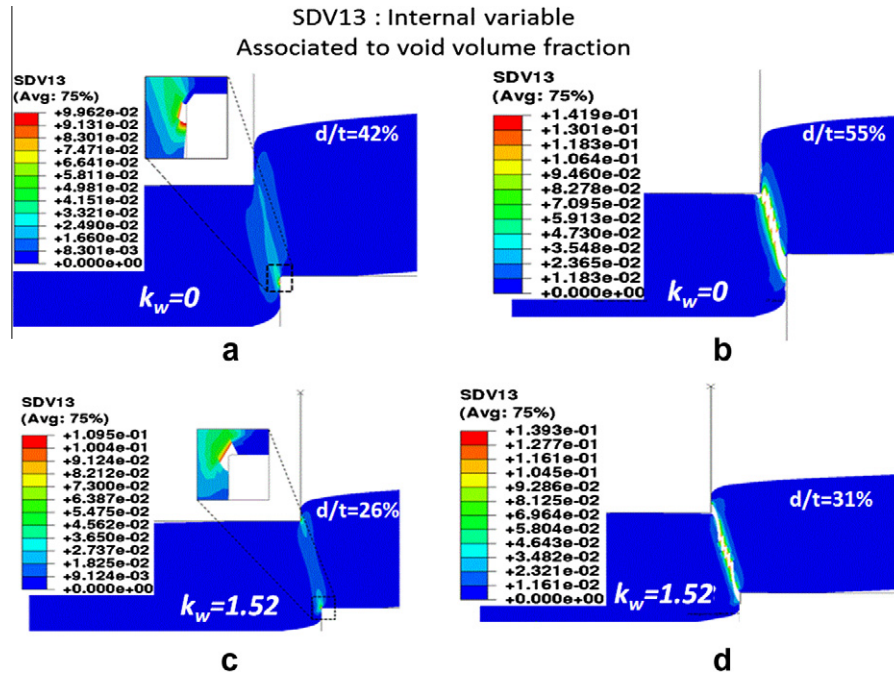 SDV13 : Internal variable
Associated to void volume fraction
SDV13
(Avg: 75%)
+9.962e-02
+9.131e-02
+8.301e-02
+7.471e-02
+6.641e-02
+5.811e-02
+4.981e-02
+4.151e-02
+3.321e-02
+2.490e-02
+1.660e-02
+8.301e-03
+0.000e+00
d/t=42%
k_w=0
a
SDV13
(Avg: 75%)
+1.419e-01
+1.301e-01
+1.183e-01
+1.064e-01
+9.460e-02
+8.278e-02
+7.095e-02
+5.913e-02
+4.730e-02
+3.548e-02
+2.365e-02
+1.183e-02
+0.000e+00
d/t=55%
k_w=0
b
SDV13
(Avg: 75%)
+1.095e-01
+1.004e-01
+9.124e-02
+8.212e-02
+7.300e-02
+6.387e-02
+5.475e-02
+4.562e-02
+3.650e-02
+2.737e-02
+1.825e-02
+9.124e-03
+0.000e+00
d/t=26%
k_w=1.52
c
SDV13
(Avg: 75%)
+1.393e-01
+1.277e-01
+1.161e-01
+1.045e-01
+9.286e-02
+8.125e-02
+6.964e-02
+5.804e-02
+4.643e-02
+3.482e-02
+2.321e-02
+1.161e-02
+0.000e+00
d/t=31%
k_w=1.52
d